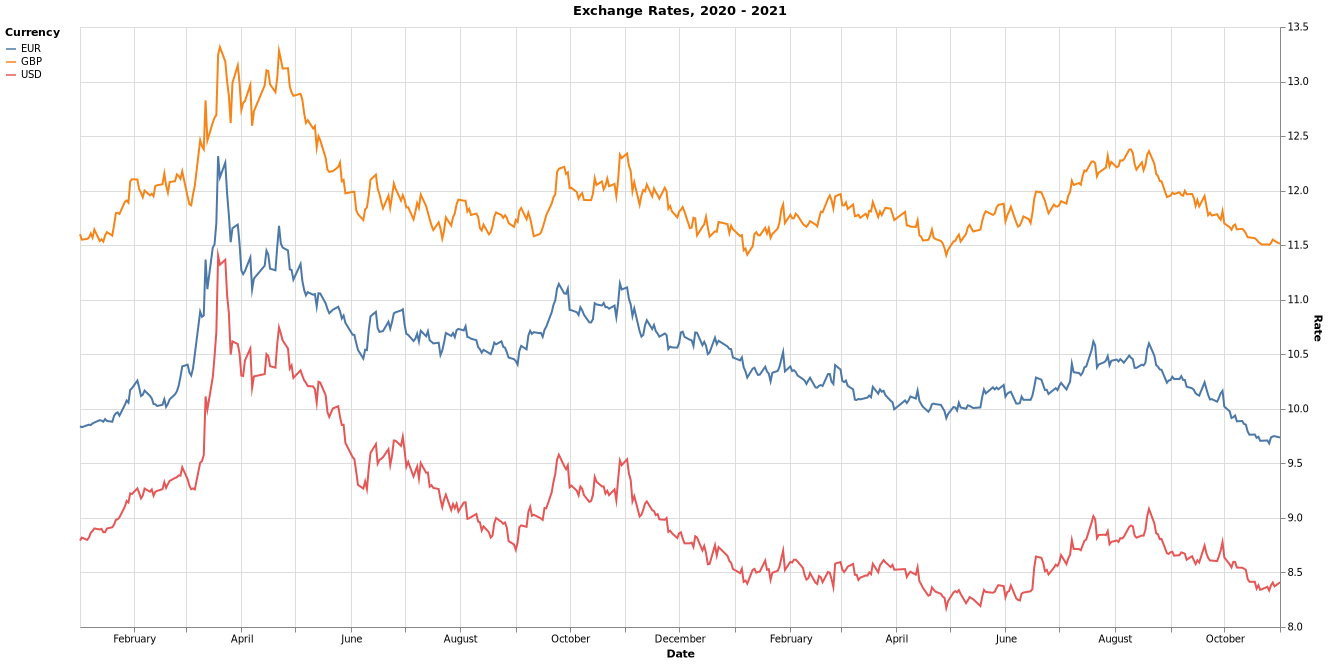 Exchange Rates, 2020 - 2021
Currency
EUR
GBP
USD
13.5
13.0
12.5
12.0
11.5
11.0
10.5
10.0
9.5
9.0
8.5
8.0
Rate
February April June August October December February April June August October
Date